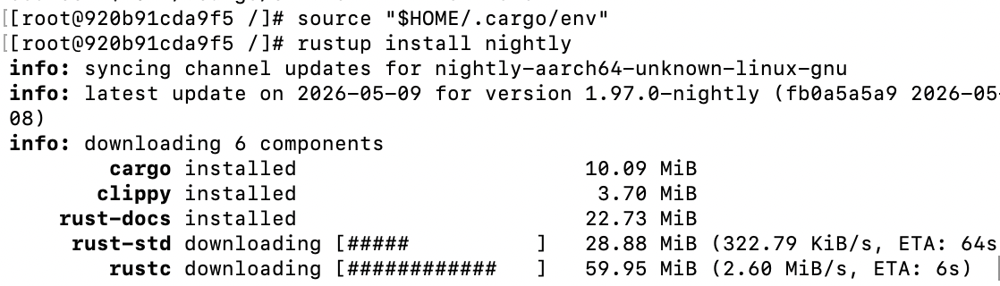 [[root@920b91cda9f5 /]# source "$HOME/.cargo/env"
[[root@920b91cda9f5 /]# rustup install nightly
info: syncing channel updates for nightly-aarch64-unknown-linux-gnu
info: latest update on 2026-05-09 for version 1.97.0-nightly (fb0a5a5a9 2026-05-
08)
info: downloading 6 components
cargo installed 10.09 MiB
clippy installed 3.70 MiB
rust-docs installed 22.73 MiB
rust-std downloading [##### ] 28.88 MiB (322.79 KiB/s, ETA: 64s
rustc downloading [############ ] 59.95 MiB (2.60 MiB/s, ETA: 6s)